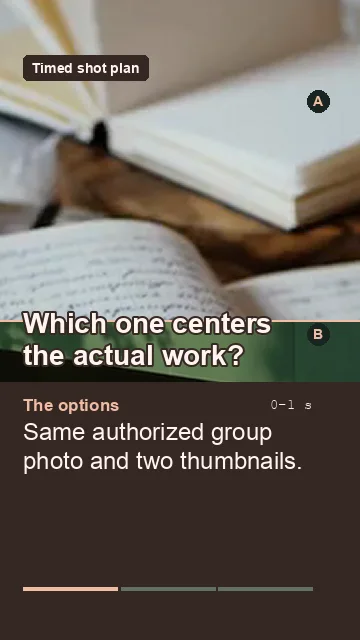 Timed shot plan
A
Which one centers
the actual work?
B
The options
0–1 s
Same authorized group
photo and two thumbnails.